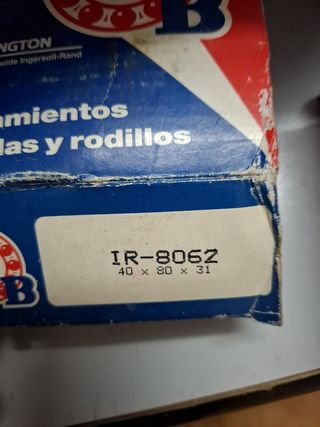 B
NGTON
wide Ingersoll-Rand
amientos
las y rodillos
IR-8062
40 x 80 x 31
B